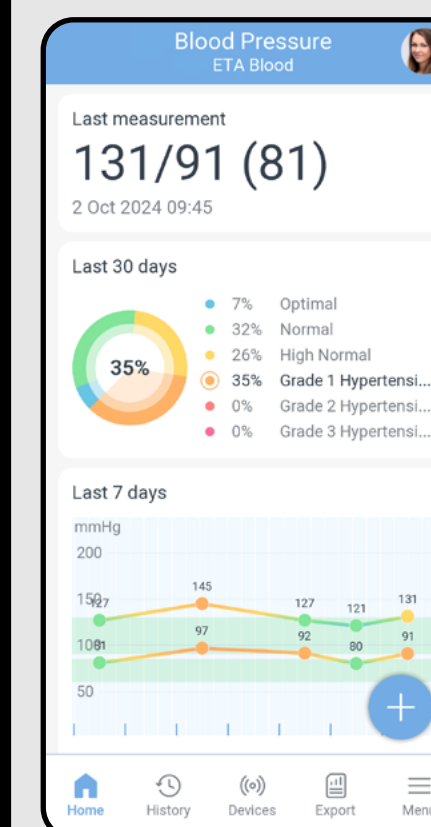 Blood Pressure
ETA Blood
Last measurement
131/91 (81)
2 Oct 2024 09:45
Last 30 days
35%
7% Optimal
32% Normal
26% High Normal
35% Grade 1 Hypertensi...
0% Grade 2 Hypertensi...
0% Grade 3 Hypertensi...
Last 7 days
mmHg
200
150
127 145 127 121 131
100
81 97 92 80 91
50
Home History Devices Export Menu